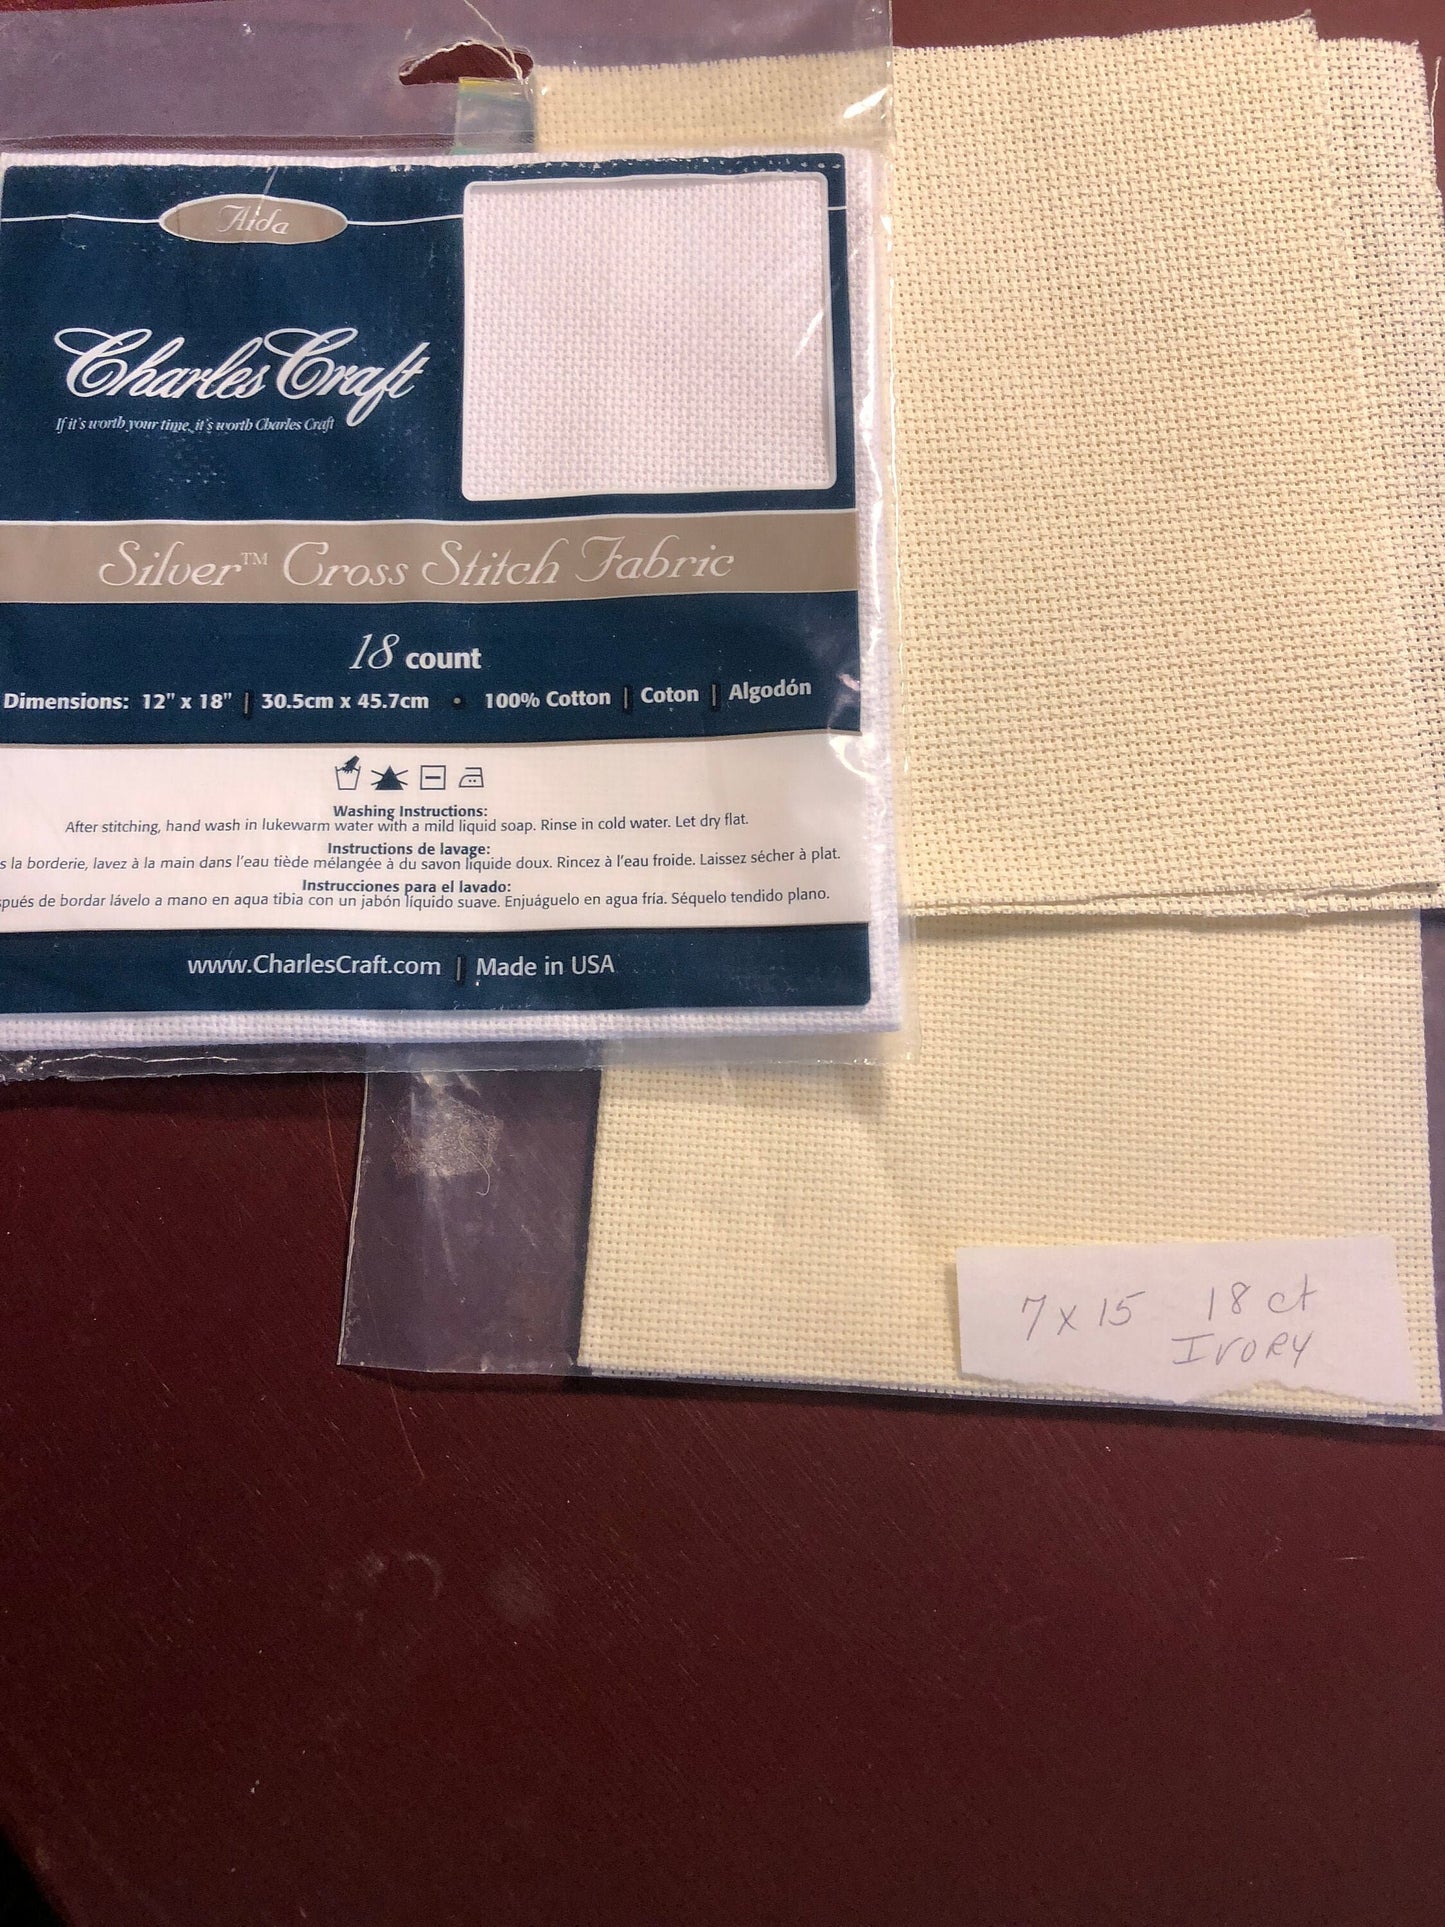 Aida
Charles Craft
If it's worth your time, it's worth Charles Craft
Silver™ Cross Stitch Fabric
18 count
Dimensions: 12" x 18" | 30.5cm x 45.7cm • 100% Cotton | Coton | Algodón
Washing Instructions:
After stitching, hand wash in lukewarm water with a mild liquid soap. Rinse in cold water. Let dry flat.
Instructions de lavage:
s la borderie, lavez à la main dans l'eau tiède mélangée à du savon liquide doux. Rincez à l'eau froide. Laissez sécher à plat.
Instrucciones para el lavado:
spués de bordar lávelo a mano en aqua tibia con un jabón líquido suave. Enjuáguelo en agua fría. Séquelo tendido plano.
www.CharlesCraft.com | Made in USA
7 x 15 18 ct
Ivory